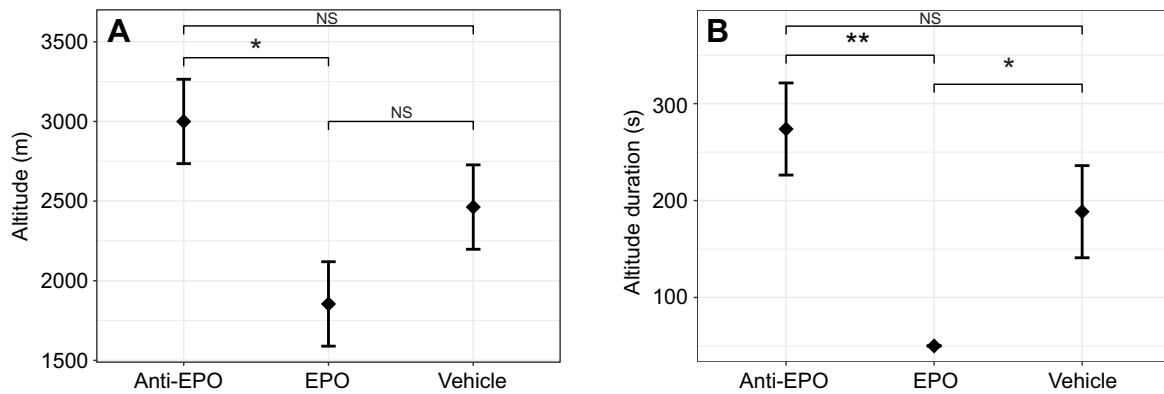 A
NS
*
NS
3500
3000
2500
2000
1500
Altitude (m)
Anti-EPO EPO Vehicle
B
NS
**
*
300
200
100
Altitude duration (s)
Anti-EPO EPO Vehicle